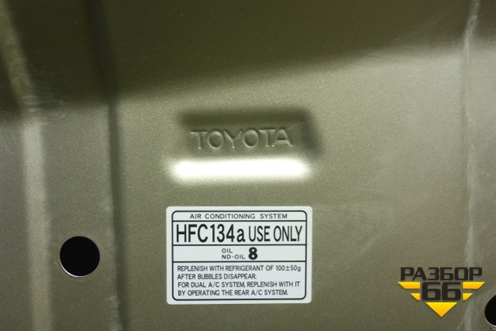 TOYOTA
AIR CONDITIONING SYSTEM
HFC134a USE ONLY
OIL
ND-OIL 8
REPLENISH WITH REFRIGERANT OF 100±50g
AFTER BUBBLES DISAPPEAR.
FOR DUAL A/C SYSTEM, REPLENISH WITH IT
BY OPERATING THE REAR A/C SYSTEM.
РАЗБОР
66